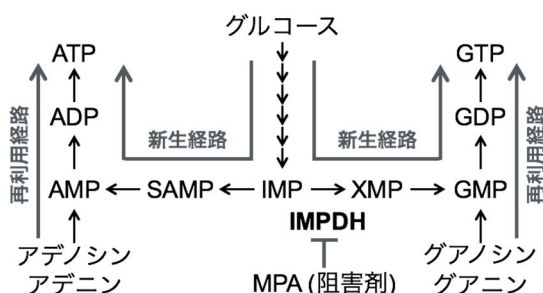 グルコース
ATP
GTP
ADP
新生経路
新生経路
GDP
再利用経路
再利用経路
AMP
SAMP
IMP
XMP
GMP
IMPDH
アデノシン
アデニン
グアノシン
グアニン
MPA (阻害剤)